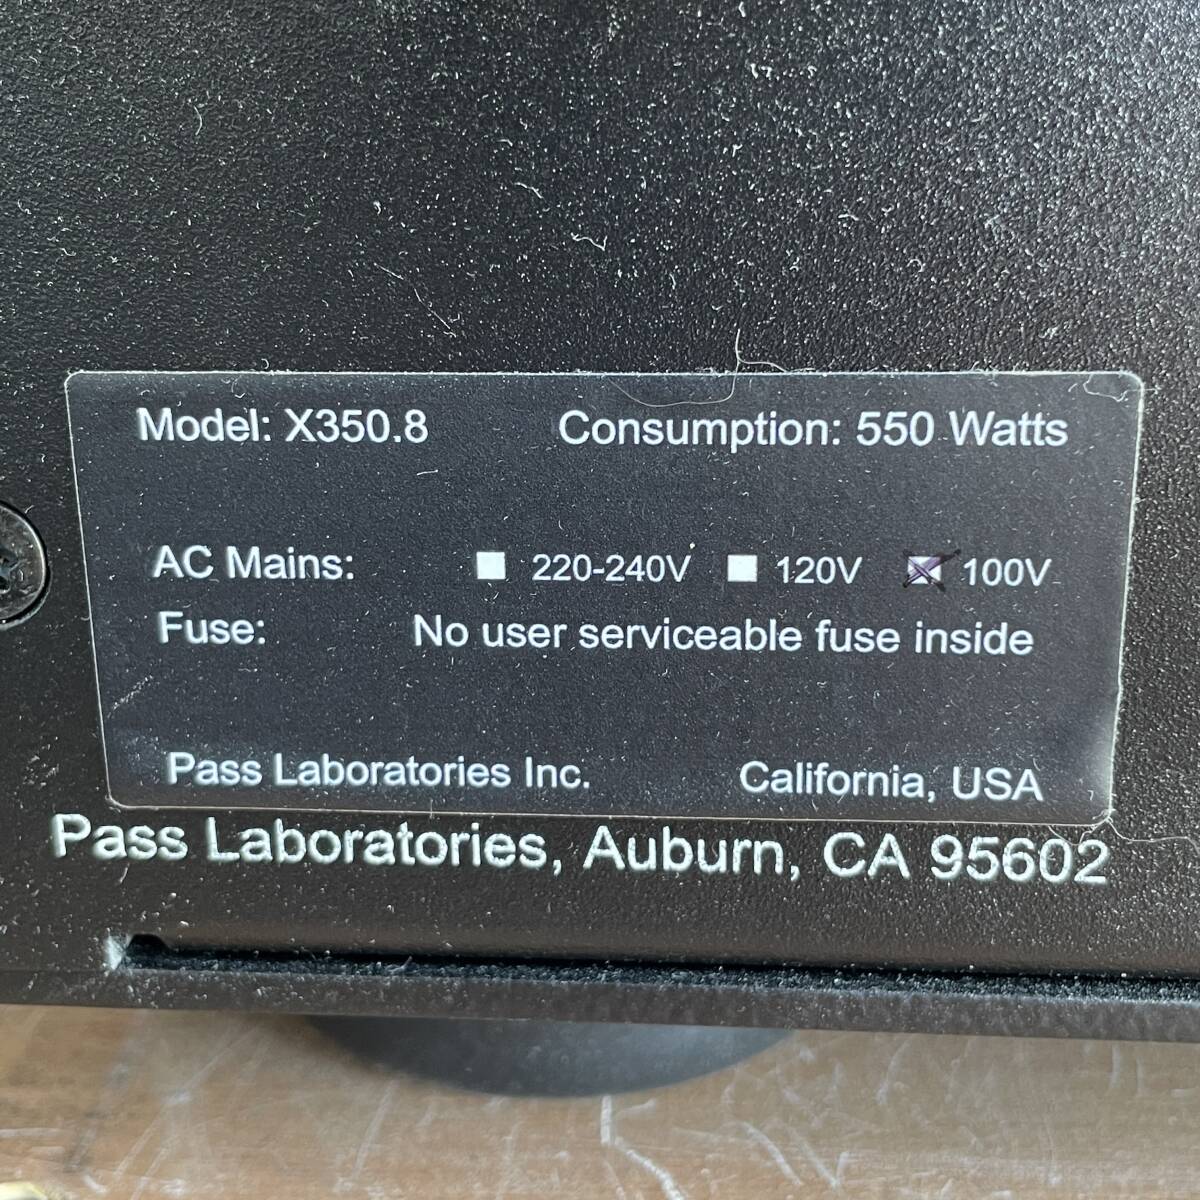 Model: X350.8 Consumption: 550 Watts
AC Mains: 220-240V 120V 100V
Fuse: No user serviceable fuse inside
Pass Laboratories Inc. California, USA
Pass Laboratories, Auburn, CA 95602